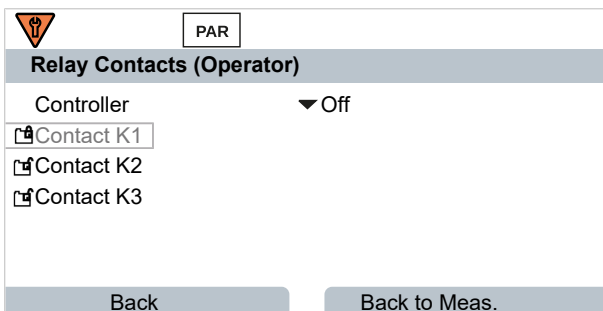 PAR
Relay Contacts (Operator)
Controller Off
Contact K1
Contact K2
Contact K3
Back Back to Meas.